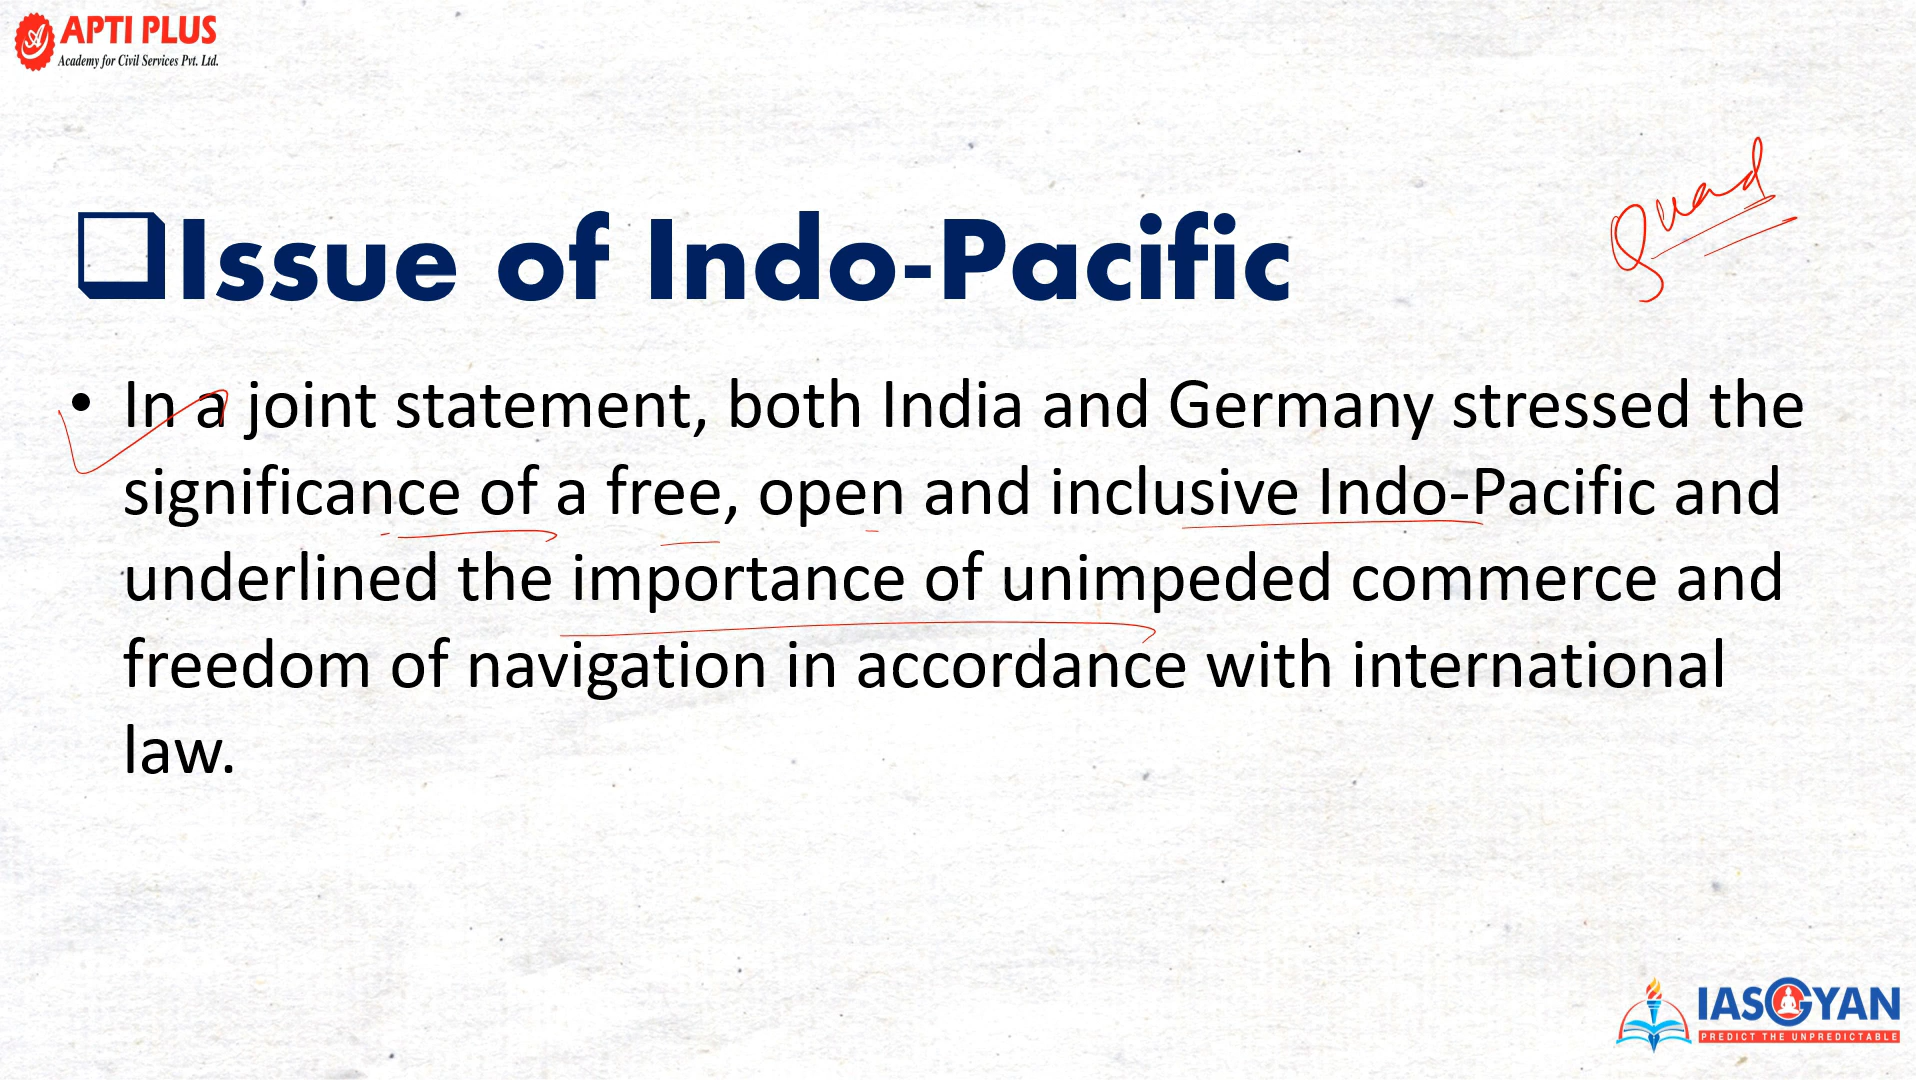 APTI PLUS
Academy for Civil Services Pvt. Ltd.
Quad
❑Issue of Indo-Pacific
• In a joint statement, both India and Germany stressed the
significance of a free, open and inclusive Indo-Pacific and
underlined the importance of unimpeded commerce and
freedom of navigation in accordance with international
law.
IASGYAN
PREDICT THE UNPREDICTABLE